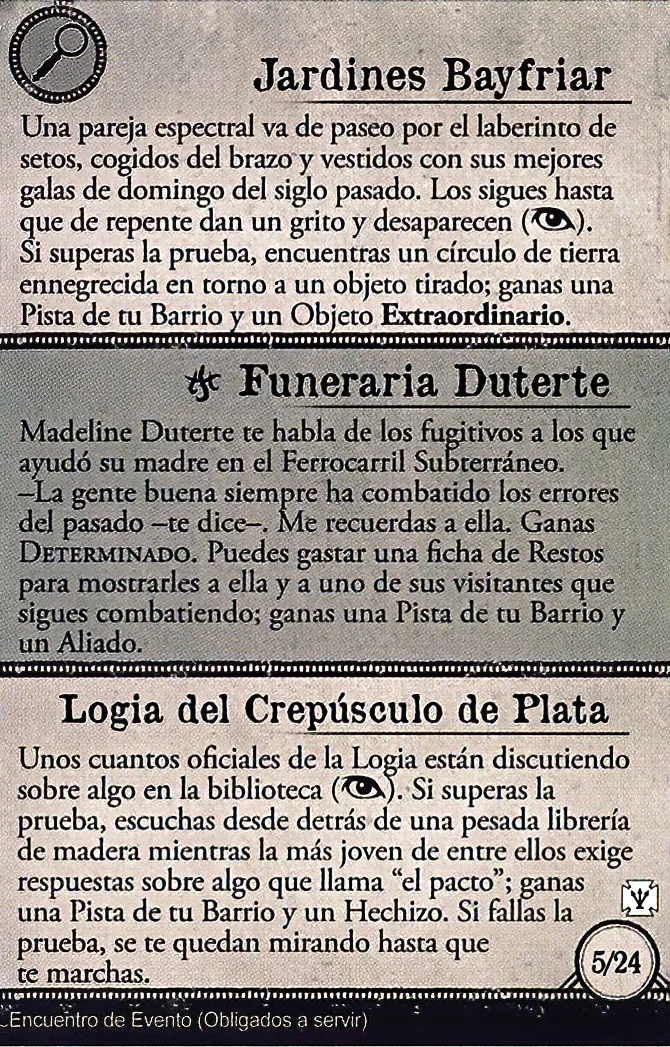 Jardines Bayfriar
Una pareja espectral va de paseo por el laberinto de
setos, cogidos del brazo y vestidos con sus mejores
galas de domingo del siglo pasado. Los sigues hasta
que de repente dan un grito y desaparecen ( ).
Si superas la prueba, encuentras un círculo de tierra
ennegrecida en torno a un objeto tirado; ganas una
Pista de tu Barrio y un Objeto Extraordinario.
Funeraria Duterte
Madeline Duterte te habla de los fugitivos a los que
ayudó su madre en el Ferrocarril Subterráneo.
–La gente buena siempre ha combatido los errores
del pasado –te dice–. Me recuerdas a ella. Ganas
DETERMINADO. Puedes gastar una ficha de Restos
para mostrarles a ella y a uno de sus visitantes que
sigues combatiendo; ganas una Pista de tu Barrio y
un Aliado.
Logia del Crepúsculo de Plata
Unos cuantos oficiales de la Logia están discutiendo
sobre algo en la biblioteca ( ). Si superas la
prueba, escuchas desde detrás de una pesada librería
de madera mientras la más joven de entre ellos exige
respuestas sobre algo que llama “el pacto”; ganas
una Pista de tu Barrio y un Hechizo. Si fallas la
prueba, se te quedan mirando hasta que
te marchas.
5/24
Encuentro de Evento (Obligados a servir)